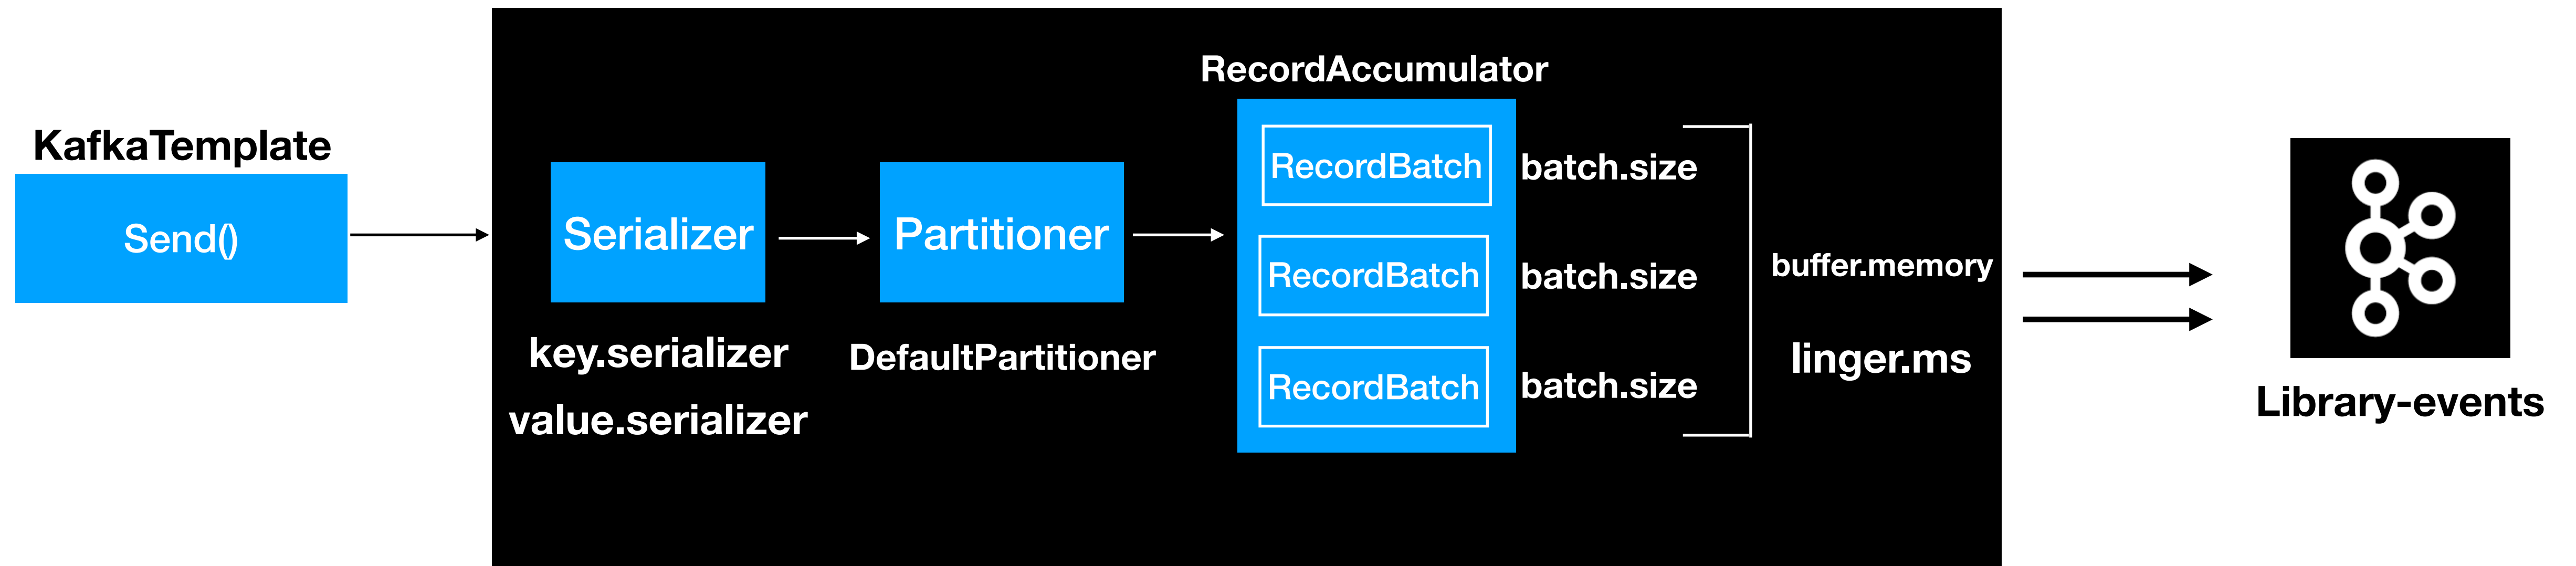 KafkaTemplate
Send()
Serializer
key.serializer
value.serializer
Partitioner
DefaultPartitioner
RecordAccumulator
RecordBatch
batch.size
RecordBatch
batch.size
RecordBatch
batch.size
buffer.memory
linger.ms
Library-events